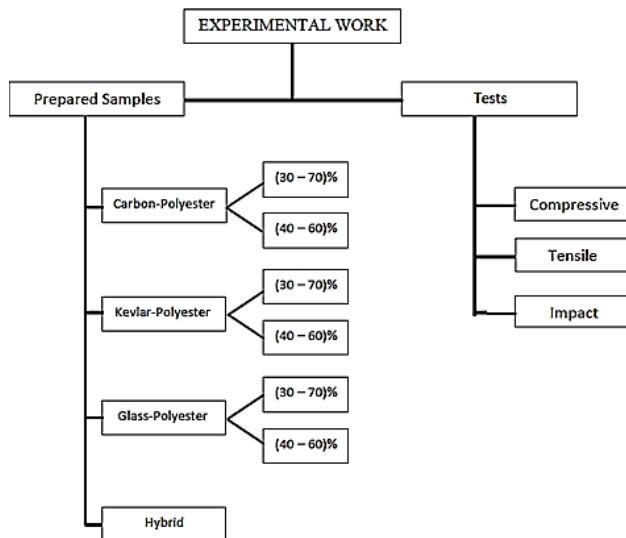 EXPERIMENTAL WORK
Prepared Samples
Tests
Carbon-Polyester
(30 – 70)%
(40 – 60)%
Kevlar-Polyester
(30 – 70)%
(40 – 60)%
Glass-Polyester
(30 – 70)%
(40 – 60)%
Hybrid
Compressive
Tensile
Impact